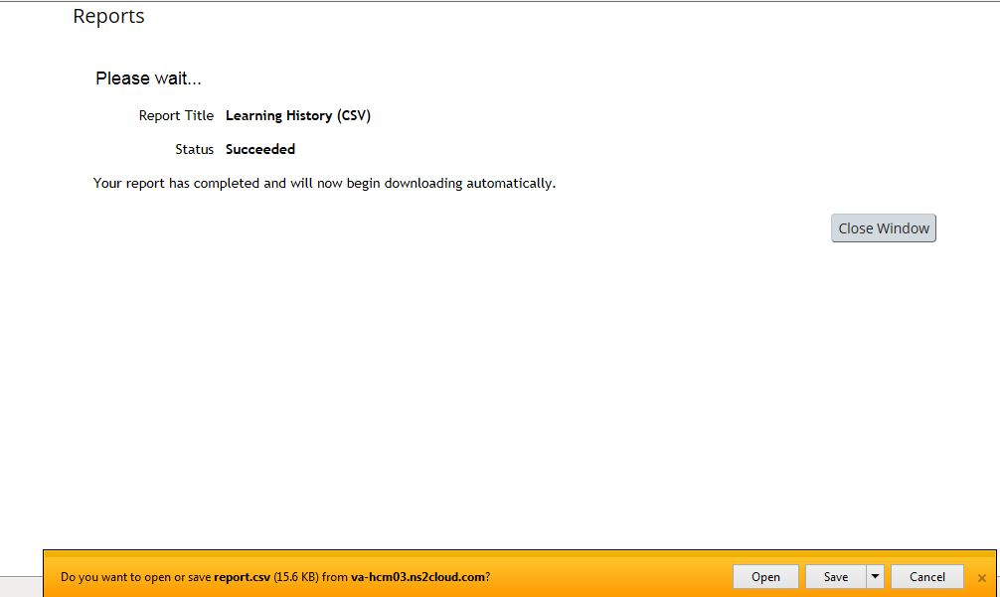 Reports
Please wait...
Report Title Learning History (CSV)
Status Succeeded
Your report has completed and will now begin downloading automatically.
Close Window
Do you want to open or save report.csv (15.6 KB) from va-hcm03.ns2cloud.com? Open Save Cancel ×